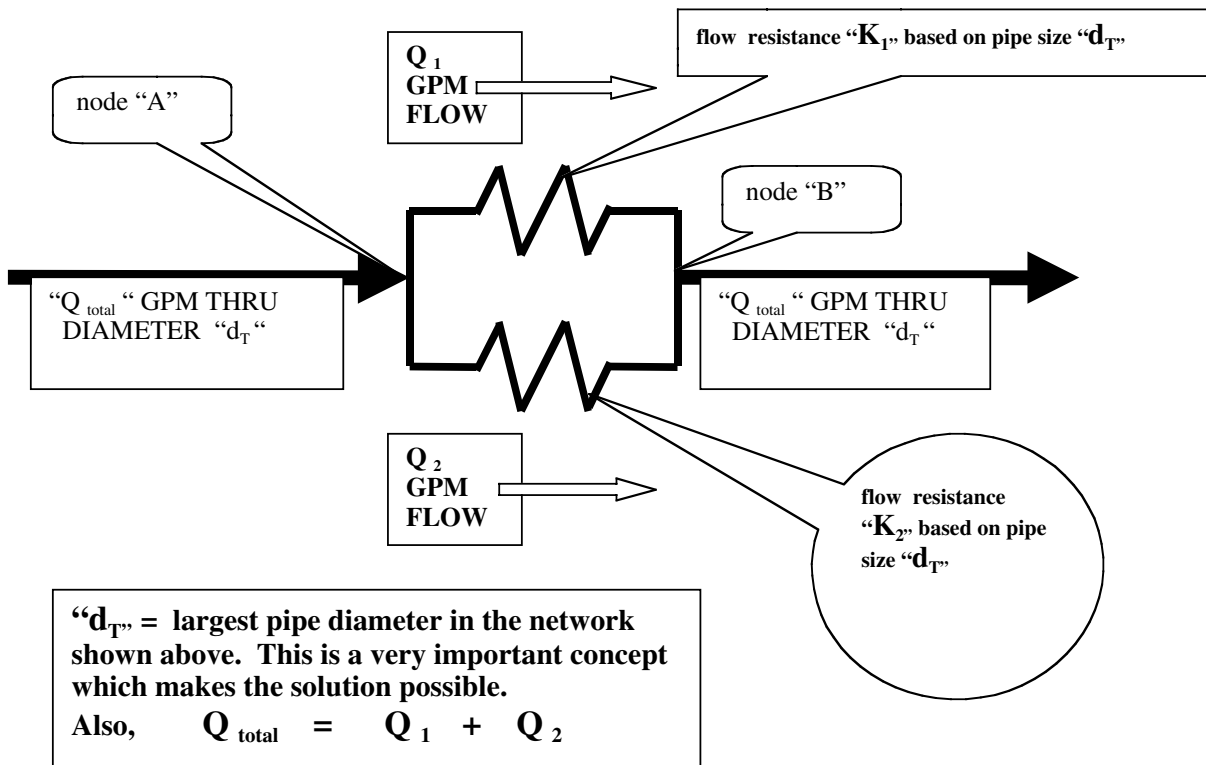 Q 1
GPM
FLOW
flow resistance “K1” based on pipe size “dT”
node “A”
node “B”
“Q total “ GPM THRU
DIAMETER “dT “
“Q total “ GPM THRU
DIAMETER “dT “
Q 2
GPM
FLOW
flow resistance
“K2” based on pipe
size “dT”
“dT” = largest pipe diameter in the network
shown above. This is a very important concept
which makes the solution possible.
Also, Q total = Q 1 + Q 2